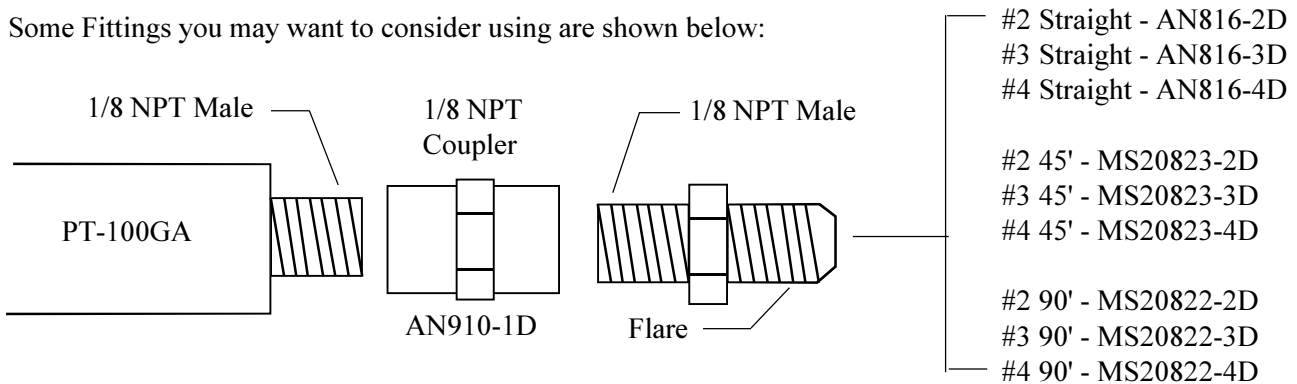 Some Fittings you may want to consider using are shown below:
1/8 NPT Male
1/8 NPT
Coupler
1/8 NPT Male
PT-100GA
AN910-1D
Flare
#2 Straight - AN816-2D
#3 Straight - AN816-3D
#4 Straight - AN816-4D
#2 45' - MS20823-2D
#3 45' - MS20823-3D
#4 45' - MS20823-4D
#2 90' - MS20822-2D
#3 90' - MS20822-3D
#4 90' - MS20822-4D